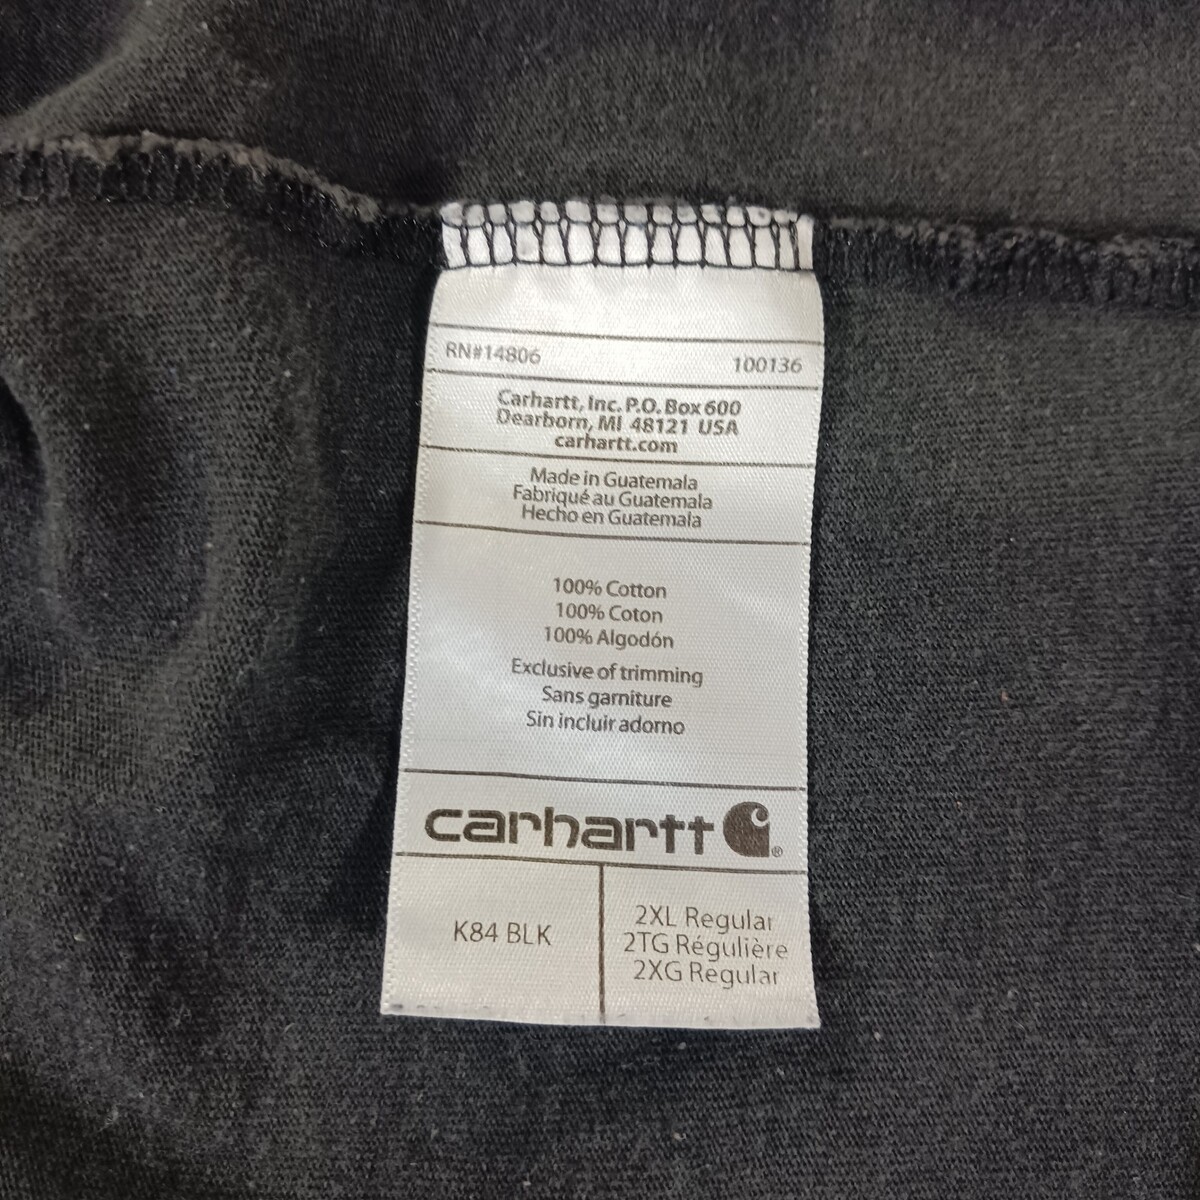 RN#14806 100136
Carhartt, Inc. P.O. Box 600
Dearborn, MI 48121 USA
carhartt.com
Made in Guatemala
Fabriqué au Guatemala
Hecho en Guatemala
100% Cotton
100% Coton
100% Algodón
Exclusive of trimming
Sans garniture
Sin incluir adorno
carhartt ®
K84 BLK
2XL Regular
2TG Régulière
2XG Regular